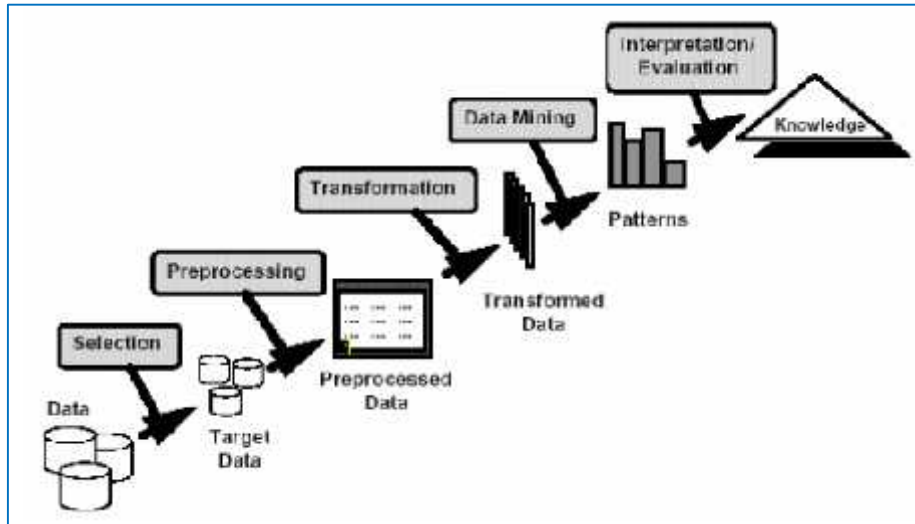 Interpretation/
Evaluation
Knowledge
Data Mining
Patterns
Transformation
Transformed
Data
Preprocessing
Preprocessed
Data
Selection
Target
Data
Data